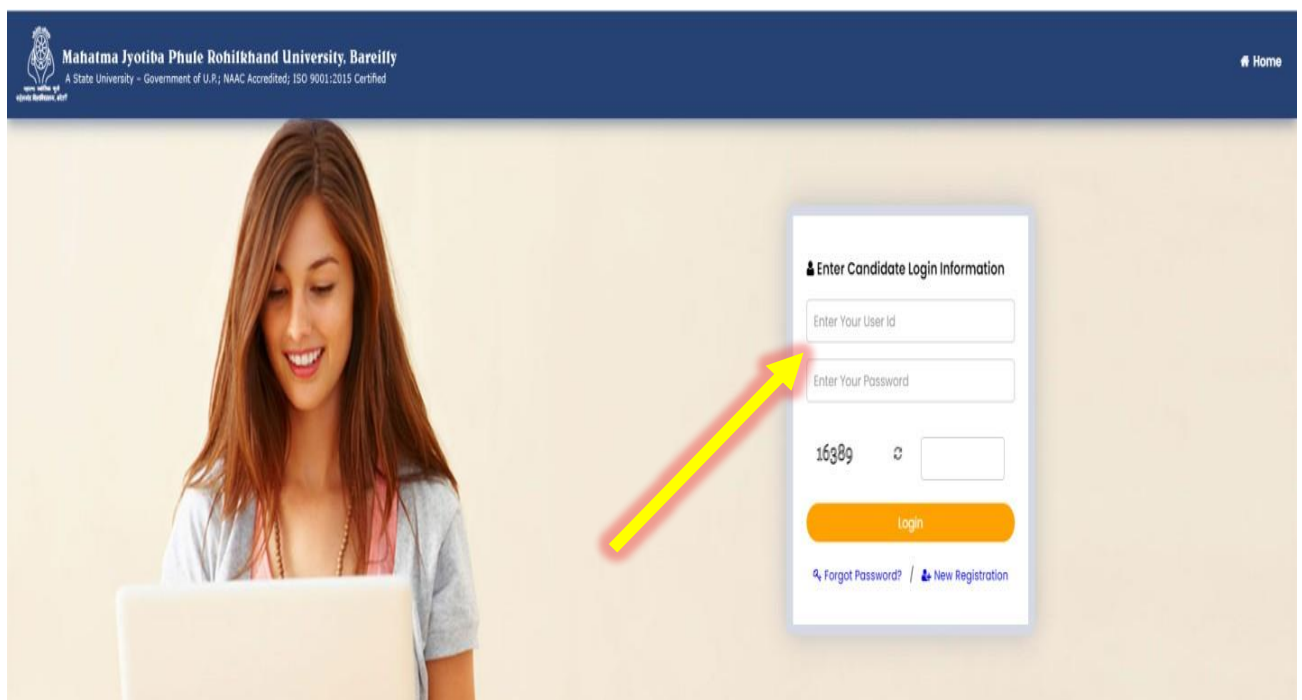 Mahatma Jyotiba Phule Rohilkhand University, Bareilly
A State University - Government of U.P.; NAAC Accredited; ISO 9001:2015 Certified
Home
Enter Candidate Login Information
Enter Your User Id
Enter Your Password
16389
Login
Forgot Password? / New Registration